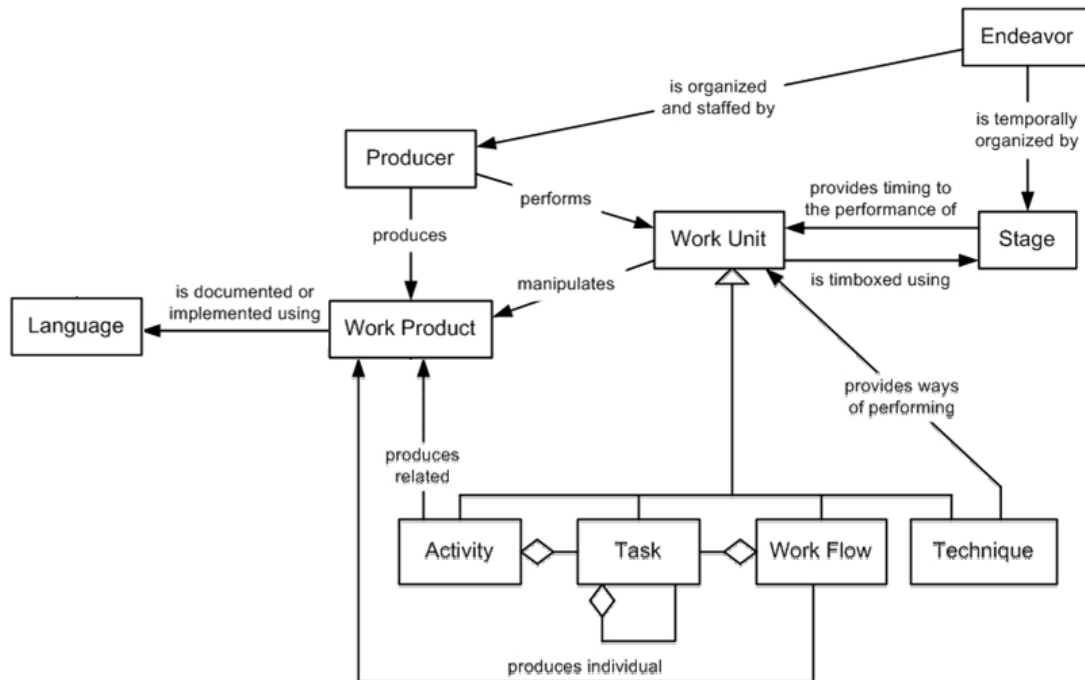 Endeavor
is organized
and staffed by
is temporally
organized by
Producer
performs
provides timing to
the performance of
produces
Work Unit
Stage
manipulates
is timboxed using
is documented or
implemented using
Language
Work Product
provides ways
of performing
produces
related
Activity
Task
Work Flow
Technique
produces individual